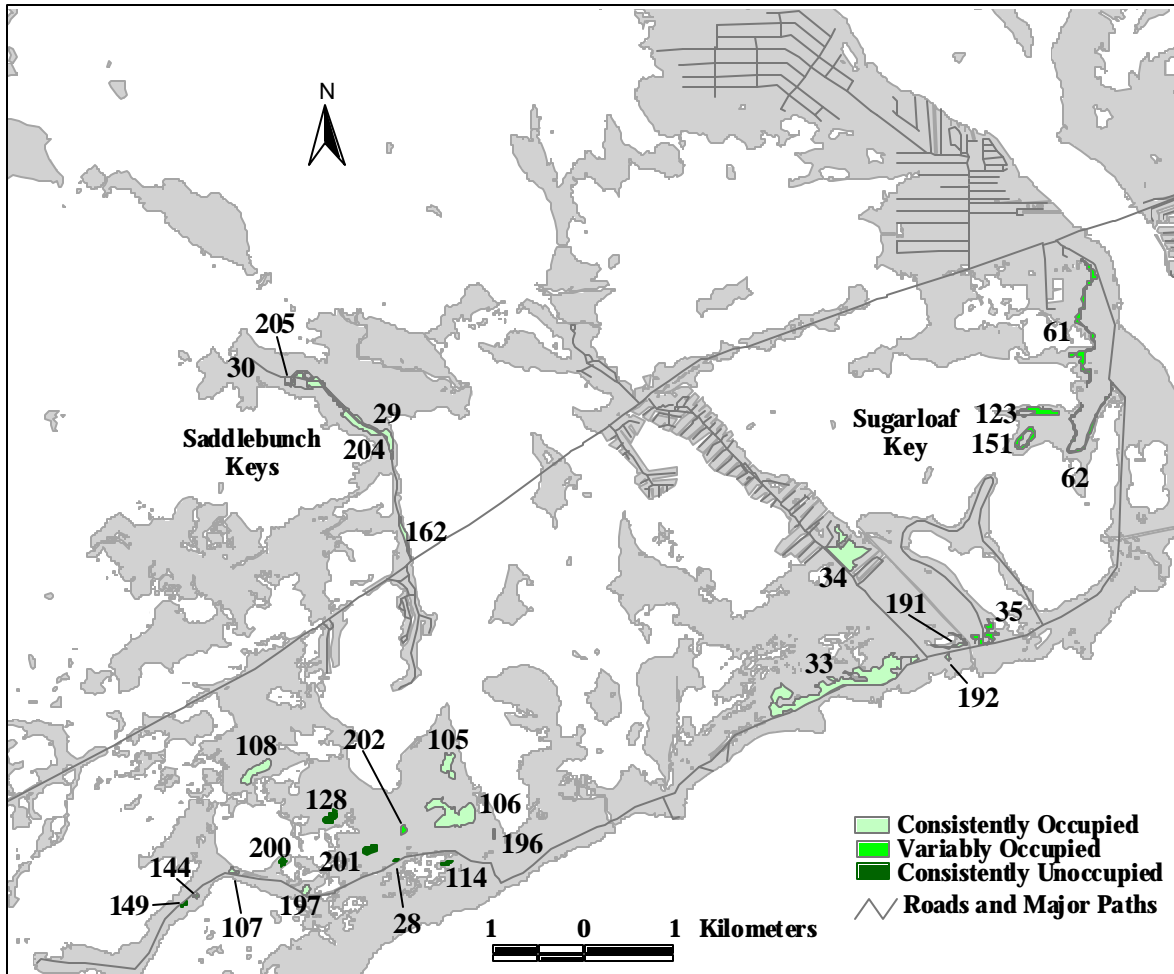 N
61
205
30
29
Saddlebunch
Keys
204
Sugarloaf
Key
123
151
62
162
34
191
35
33
192
108
202
105
128
106
200
201
196
144
149
107
197
28
114
Consistently Occupied
Variably Occupied
Consistently Unoccupied
Roads and Major Paths
1 0 1 Kilometers